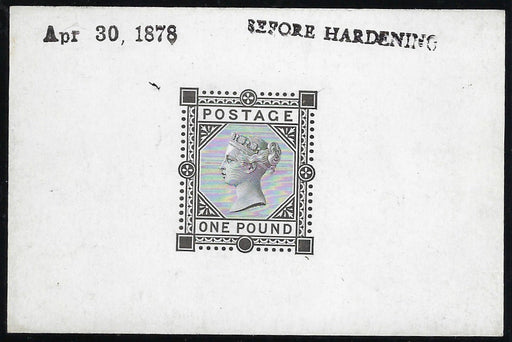 Apr 30, 1878
BEFORE HARDENING
POSTAGE
ONE POUND